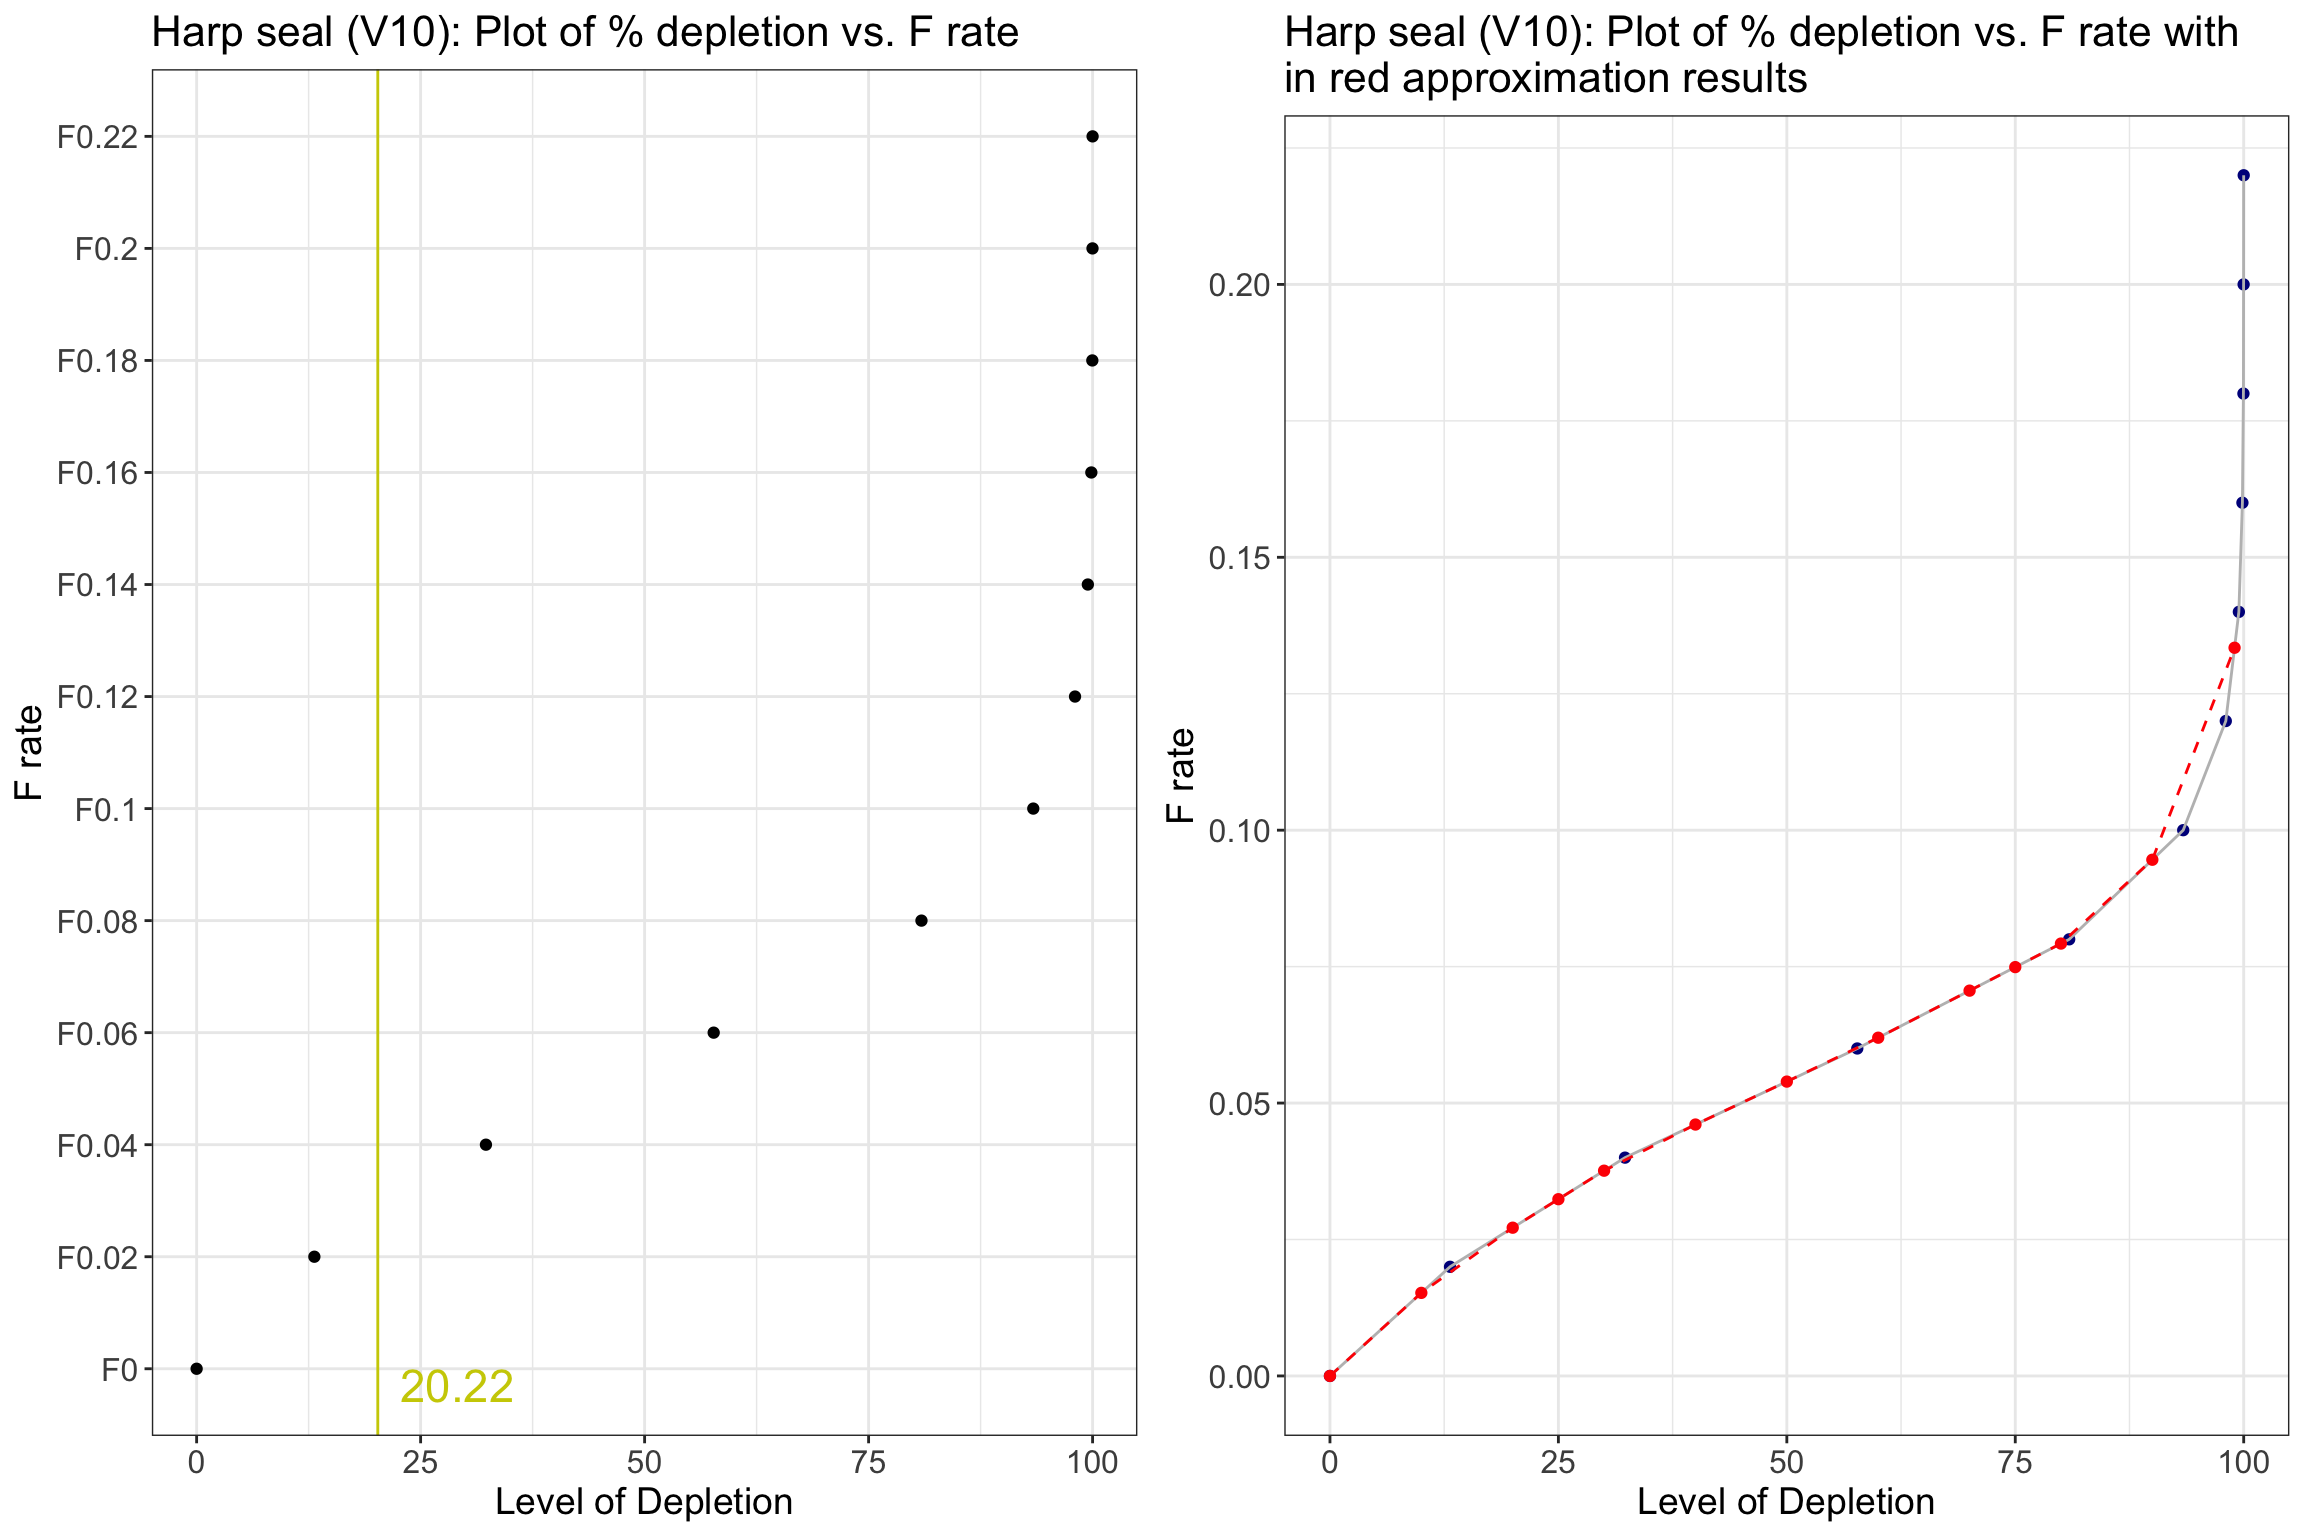 Harp seal (V10): Plot of % depletion vs. F rate
F rate
F0.22
F0.2
F0.18
F0.16
F0.14
F0.12
F0.1
F0.08
F0.06
F0.04
F0.02
F0
20.22
0 25 50 75 100
Level of Depletion
Harp seal (V10): Plot of % depletion vs. F rate with
in red approximation results
F rate
0.20
0.15
0.10
0.05
0.00
0 25 50 75 100
Level of Depletion